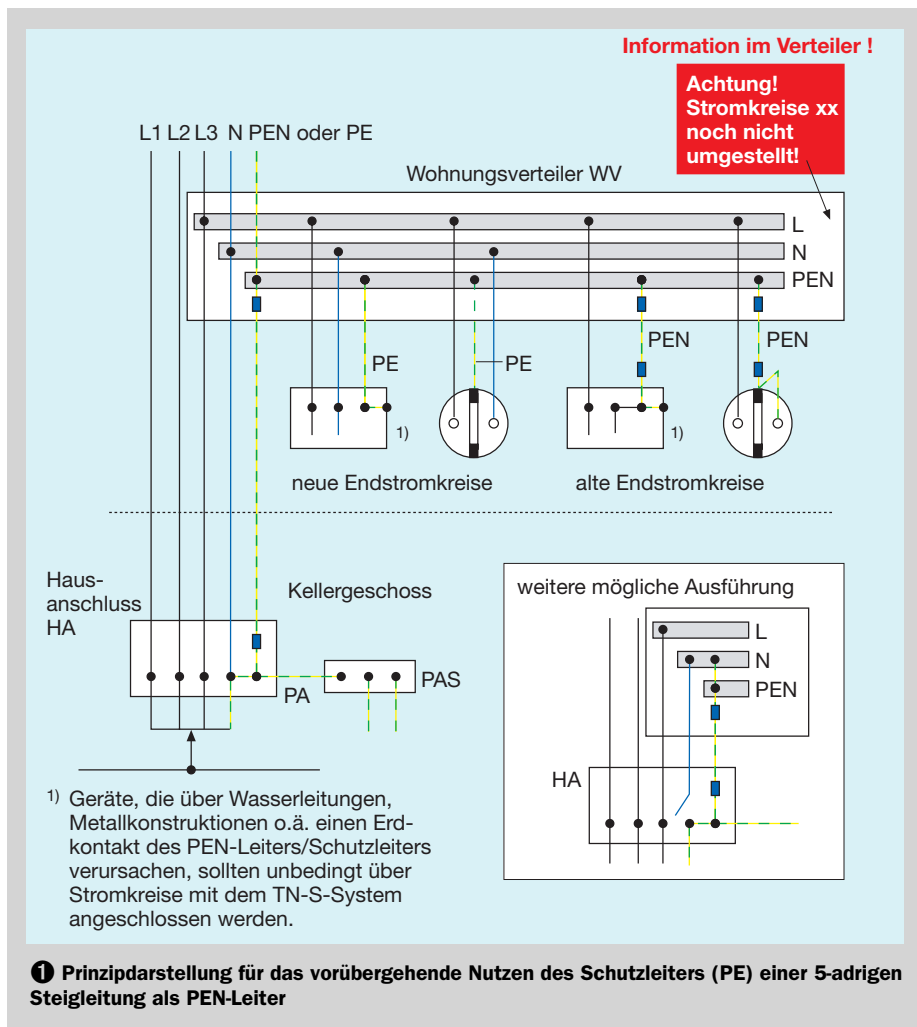 Information im Verteiler !
Achtung!
Stromkreise xx
noch nicht
umgestellt!
L1 L2 L3 N PEN oder PE
Wohnungsverteiler WV
L
N
PEN
PE
PE
PEN
PEN
1)
1)
neue Endstromkreise
alte Endstromkreise
Haus-
anschluss
HA
Kellergeschoss
PA
PAS
weitere mögliche Ausführung
L
N
PEN
HA
1) Geräte, die über Wasserleitungen,
Metallkonstruktionen o.ä. einen Erd-
kontakt des PEN-Leiters/Schutzleiters
verursachen, sollten unbedingt über
Stromkreise mit dem TN-S-System
angeschlossen werden.
❶ Prinzipdarstellung für das vorübergehende Nutzen des Schutzleiters (PE) einer 5-adrigen
Steigleitung als PEN-Leiter